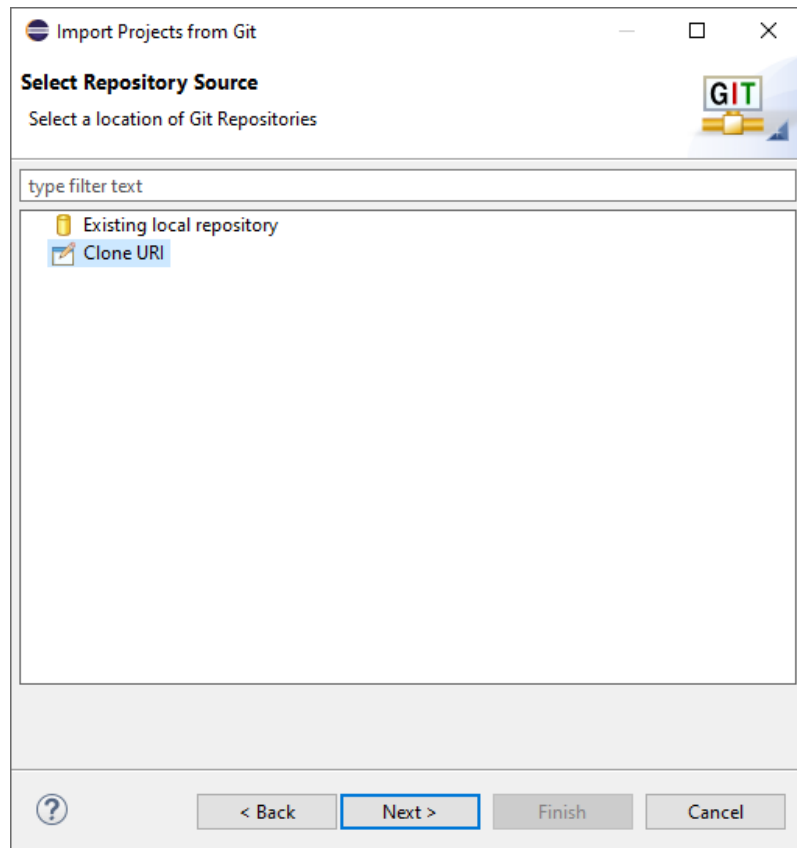 Import Projects from Git
Select Repository Source
Select a location of Git Repositories
GIT
type filter text
Existing local repository
Clone URI
?
< Back
Next >
Finish
Cancel